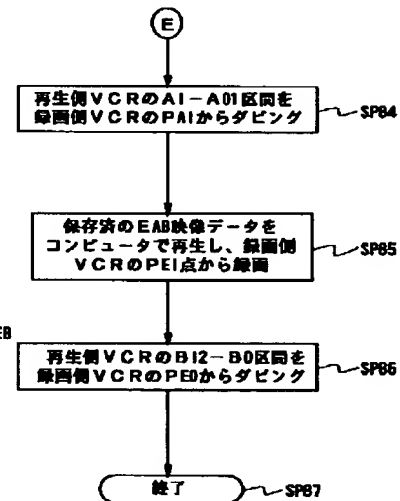 E
再生側VCRのAI-AO1区間を
録画側VCRのPAIからダビング
SP84
保存済のEAB映像データを
コンピュータで再生し、録画側
VCRのPEI点から録画
SP85
EB
再生側VCRのBI2-BO区間を
録画側VCRのPEOからダビング
SP86
終了
SP87